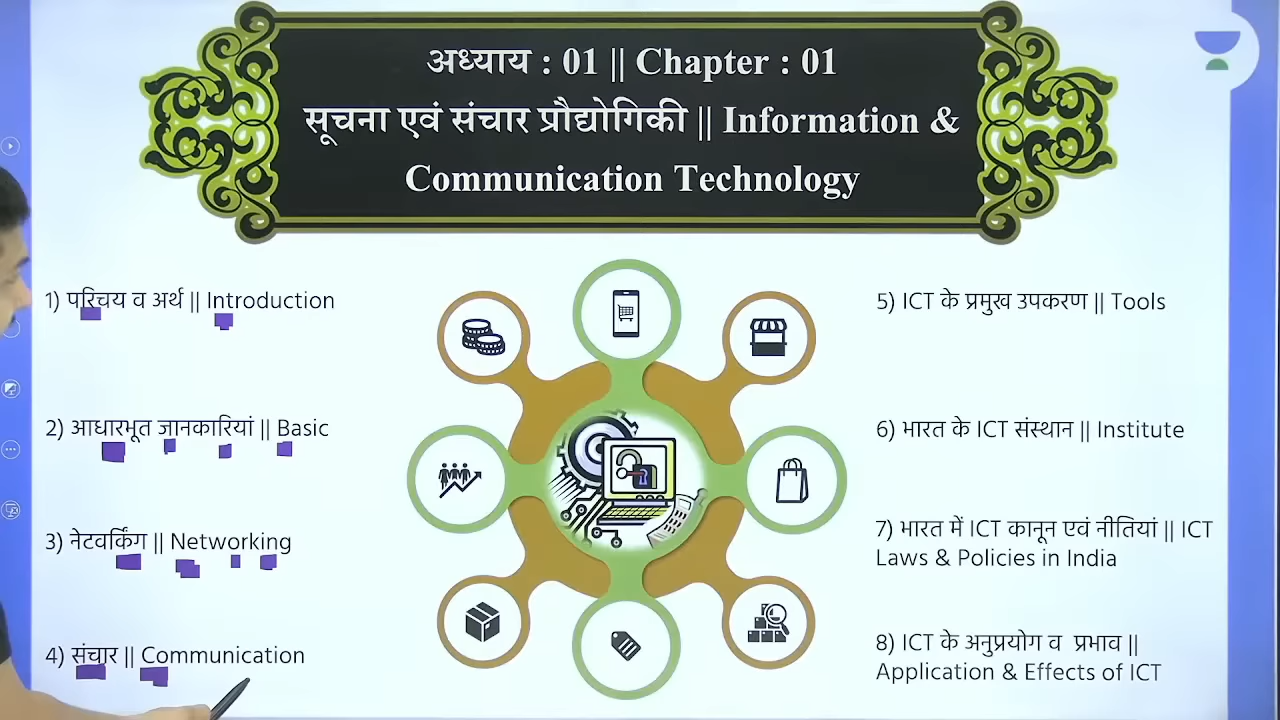 अध्याय : 01 || Chapter : 01
सूचना एवं संचार प्रौद्योगिकी || Information &
Communication Technology
1) परिचय व अर्थ || Introduction
2) आधारभूत जानकारियां || Basic
3) नेटवर्किंग || Networking
4) संचार || Communication
5) ICT के प्रमुख उपकरण || Tools
6) भारत के ICT संस्थान || Institute
7) भारत में ICT कानून एवं नीतियां || ICT
Laws & Policies in India
8) ICT के अनुप्रयोग व प्रभाव ||
Application & Effects of ICT